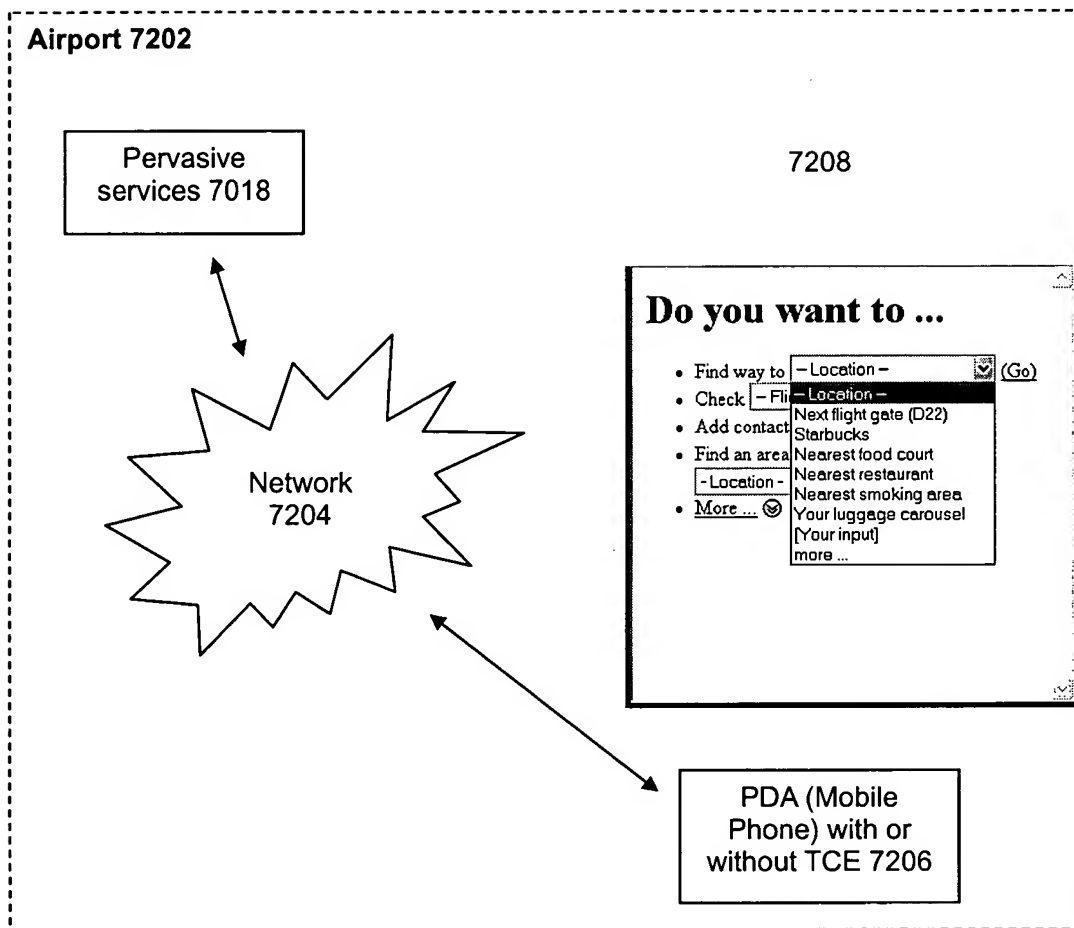 Airport 7202
Pervasive
services 7018
7208
Network
7204
Do you want to ...
• Find way to – Location – (Go)
• Check – Fli
• Add contact
• Find an area
- Location -
• More ...
– Location –
Next flight gate (D22)
Starbucks
Nearest food court
Nearest restaurant
Nearest smoking area
Your luggage carousel
[Your input]
more ...
PDA (Mobile
Phone) with or
without TCE 7206